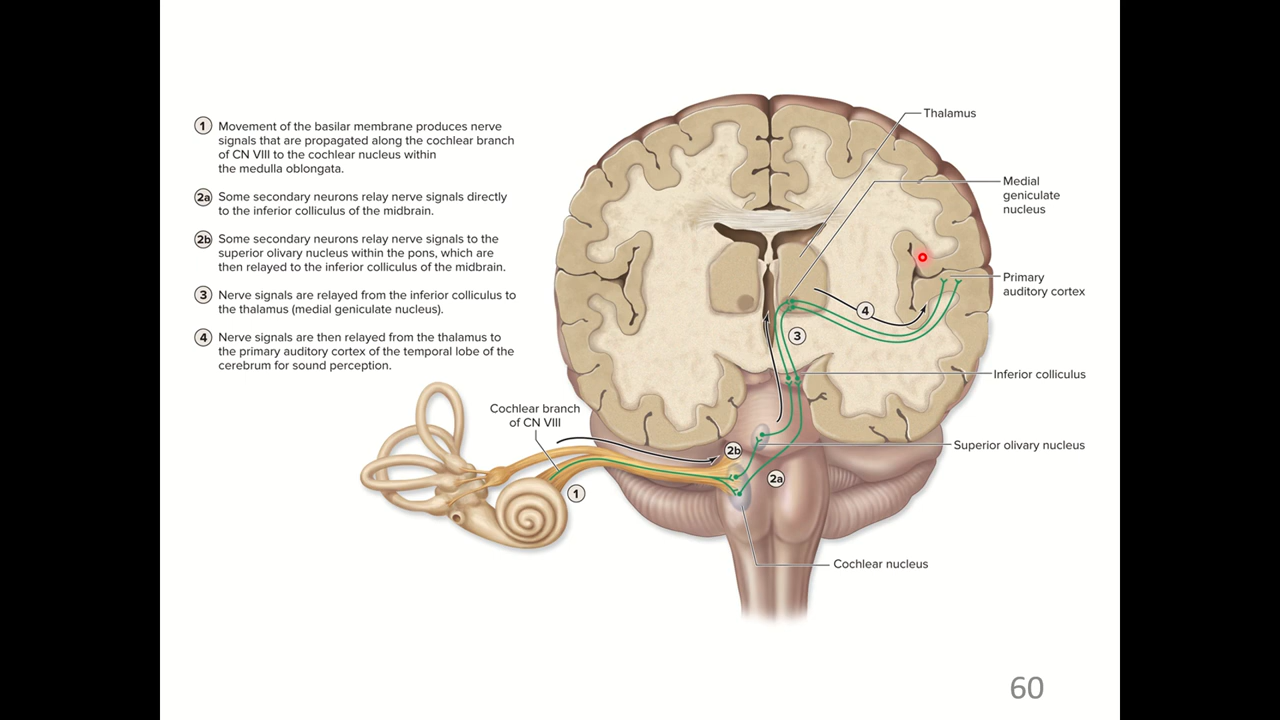 1 Movement of the basilar membrane produces nerve
signals that are propagated along the cochlear branch
of CN VIII to the cochlear nucleus within
the medulla oblongata.
2a Some secondary neurons relay nerve signals directly
to the inferior colliculus of the midbrain.
2b Some secondary neurons relay nerve signals to the
superior olivary nucleus within the pons, which are
then relayed to the inferior colliculus of the midbrain.
3 Nerve signals are relayed from the inferior colliculus to
the thalamus (medial geniculate nucleus).
4 Nerve signals are then relayed from the thalamus to
the primary auditory cortex of the temporal lobe of the
cerebrum for sound perception.
Thalamus
Medial
geniculate
nucleus
Primary
auditory cortex
4
3
Inferior colliculus
Cochlear branch
of CN VIII
Superior olivary nucleus
2b
2a
1
Cochlear nucleus
60